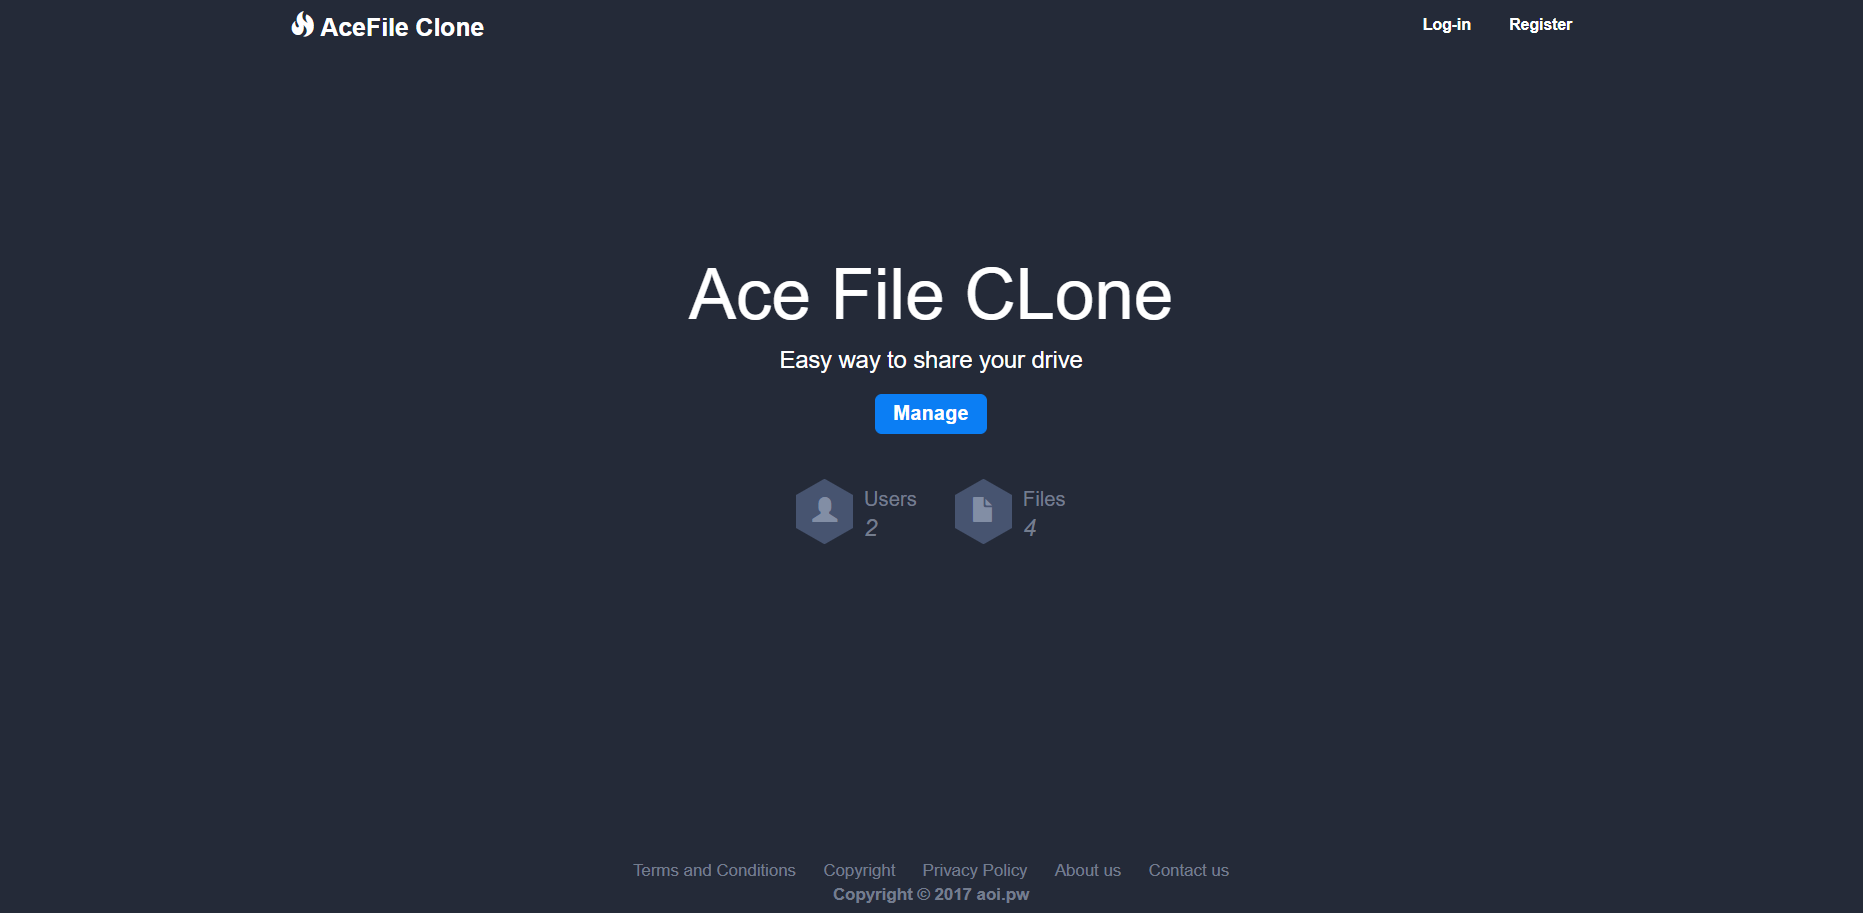 AceFile Clone
Log-in Register
Ace File CLone
Easy way to share your drive
Manage
Users
2
Files
4
Terms and Conditions Copyright Privacy Policy About us Contact us
Copyright © 2017 aoi.pw